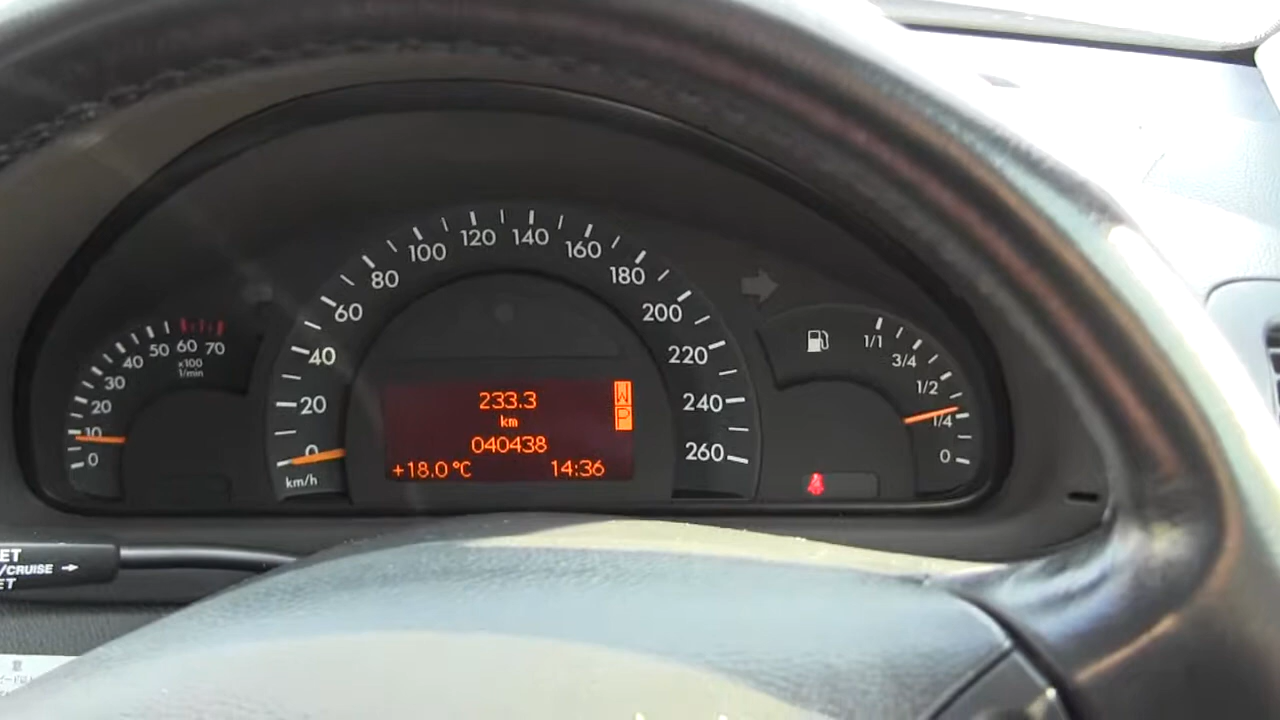 0
10
20
30
40
50
60
70
x100
1/min
0
20
40
60
80
100
120
140
160
180
200
220
240
260
km/h
233.3
km
040438
+18.0°C 14:36
W
P
1/1
3/4
1/2
1/4
0
ET
/CRUISE →
ET